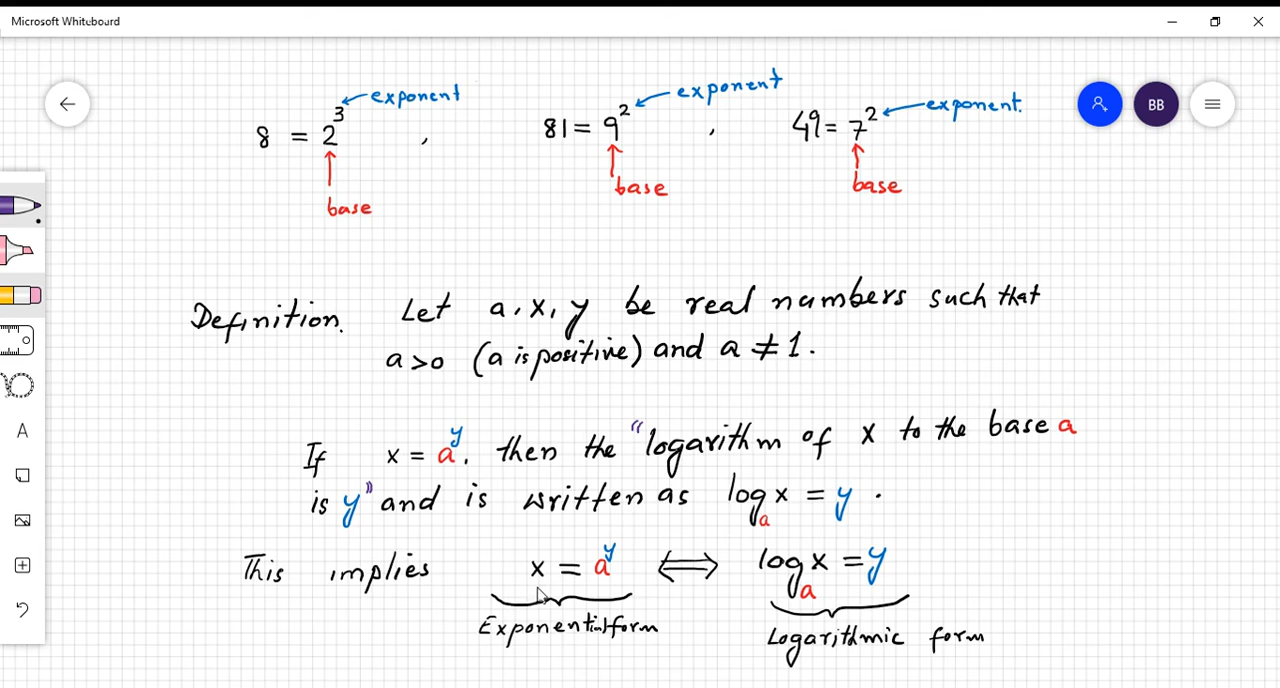 Microsoft Whiteboard
exponent exponent exponent.
8 = 2³ , 81 = 9² , 49 = 7²
BB
base base base
Definition. Let a, x, y be real numbers such that
a>0 (a is positive) and a ≠ 1.
If x = a^y, then the "logarithm of x to the base a
is y" and is written as logₐ x = y .
A
This implies x = a^y ⟺ logₐ x = y
Exponential form Logarithmic form